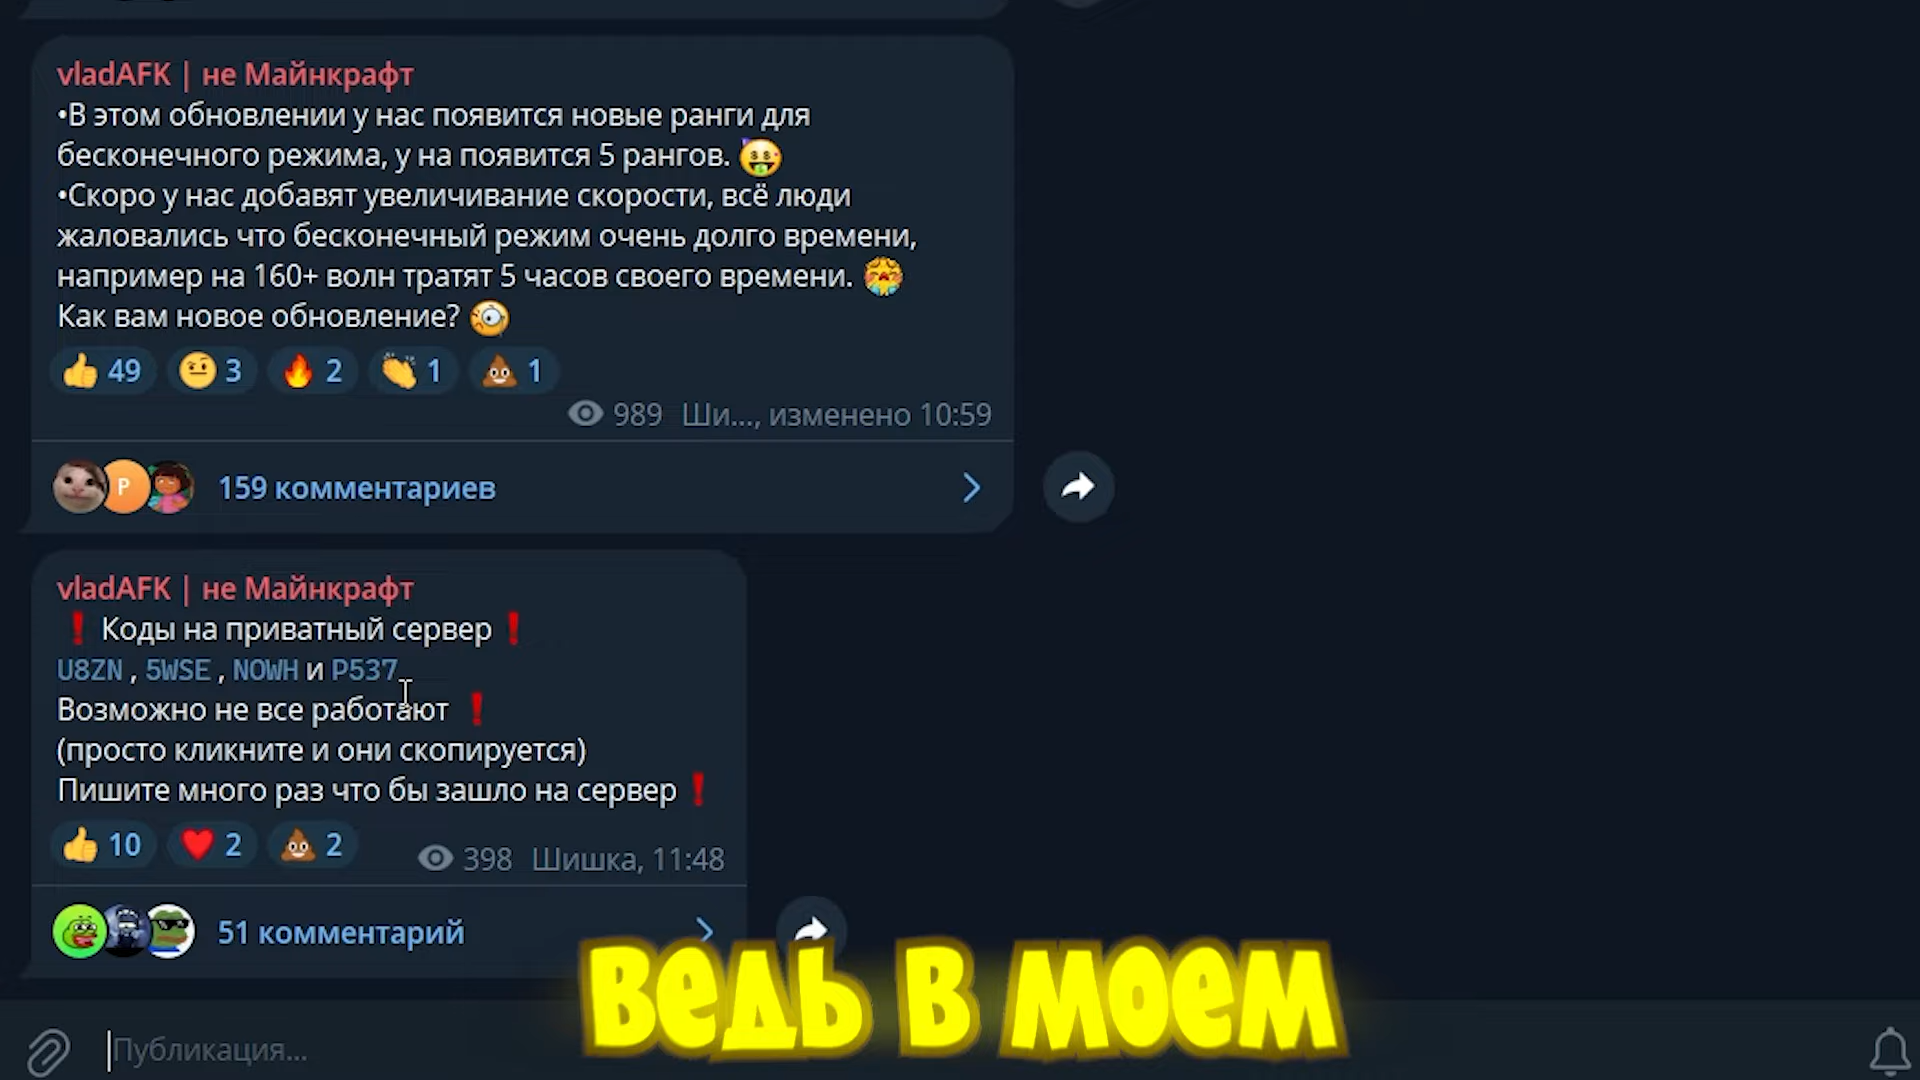 vladAFK | не Майнкрафт
•В этом обновлении у нас появится новые ранги для
бесконечного режима, у на появится 5 рангов. 🤑
•Скоро у нас добавят увеличивание скорости, всё люди
жаловались что бесконечный режим очень долго времени,
например на 160+ волн тратят 5 часов своего времени. 😭
Как вам новое обновление? 🧐
👍 49 🤨 3 🔥 2 👏 1 💩 1
989 Ши..., изменено 10:59
P 159 комментариев
vladAFK | не Майнкрафт
❗ Коды на приватный сервер❗
U8ZN , 5WSE , NOWH и P537
Возможно не все работают ❗
(просто кликните и они скопируется)
Пишите много раз что бы зашло на сервер❗
👍 10 ❤️ 2 💩 2 398 Шишка, 11:48
51 комментарий
ВЕДЬ В МОЕМ
Публикация...